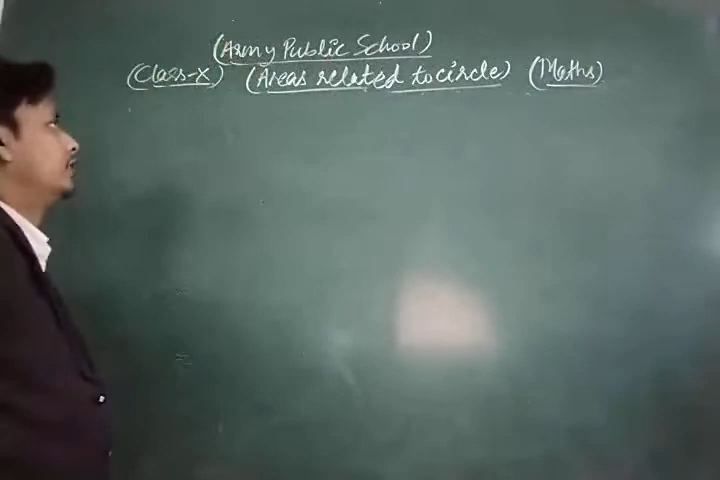 (Army Public School)
(Class-X) (Areas related to circle) (Maths)